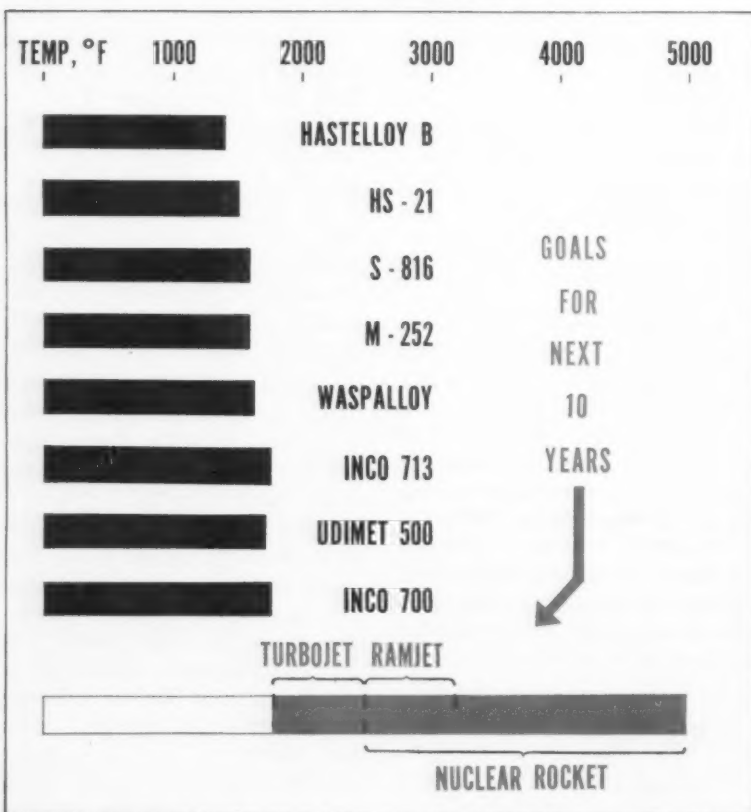 TEMP, °F 1000 2000 3000 4000 5000
HASTELLOY B
HS - 21
S - 816
M - 252
WASPALLOY
INCO 713
UDIMET 500
INCO 700
GOALS
FOR
NEXT
10
YEARS
TURBOJET RAMJET
NUCLEAR ROCKET